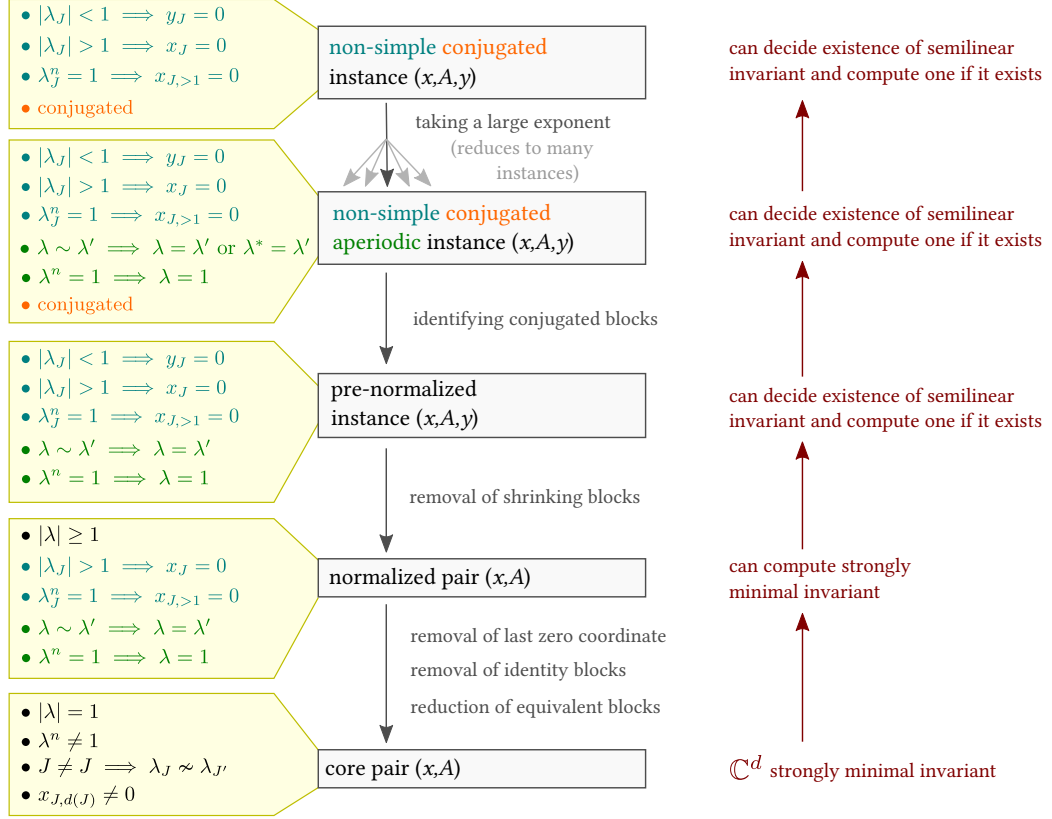 • |λ_J| < 1 ⟹ y_J = 0
• |λ_J| > 1 ⟹ x_J = 0
• λ_J^n = 1 ⟹ x_{J,>1} = 0
• conjugated
non-simple conjugated
instance (x,A,y)
can decide existence of semilinear
invariant and compute one if it exists
taking a large exponent
(reduces to many
instances)
• |λ_J| < 1 ⟹ y_J = 0
• |λ_J| > 1 ⟹ x_J = 0
• λ_J^n = 1 ⟹ x_{J,>1} = 0
• λ ∼ λ′ ⟹ λ = λ′ or λ* = λ′
• λ^n = 1 ⟹ λ = 1
• conjugated
non-simple conjugated
aperiodic instance (x,A,y)
can decide existence of semilinear
invariant and compute one if it exists
identifying conjugated blocks
• |λ_J| < 1 ⟹ y_J = 0
• |λ_J| > 1 ⟹ x_J = 0
• λ_J^n = 1 ⟹ x_{J,>1} = 0
• λ ∼ λ′ ⟹ λ = λ′
• λ^n = 1 ⟹ λ = 1
pre-normalized
instance (x,A,y)
can decide existence of semilinear
invariant and compute one if it exists
removal of shrinking blocks
• |λ| ≥ 1
• |λ_J| > 1 ⟹ x_J = 0
• λ_J^n = 1 ⟹ x_{J,>1} = 0
• λ ∼ λ′ ⟹ λ = λ′
• λ^n = 1 ⟹ λ = 1
normalized pair (x,A)
can compute strongly
minimal invariant
removal of last zero coordinate
removal of identity blocks
reduction of equivalent blocks
• |λ| = 1
• λ^n ≠ 1
• J ≠ J ⟹ λ_J ≁ λ_{J′}
• x_{J,d(J)} ≠ 0
core pair (x,A)
ℂ^d strongly minimal invariant